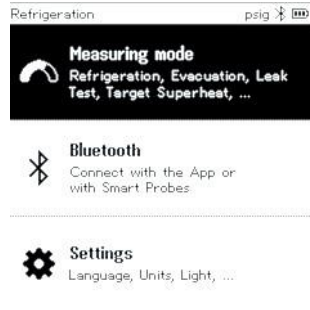 Refrigeration psig
Measuring mode
Refrigeration, Evacuation, Leak
Test, Target Superheat, ...
Bluetooth
Connect with the App or
with Smart Probes
Settings
Language, Units, Light, ...